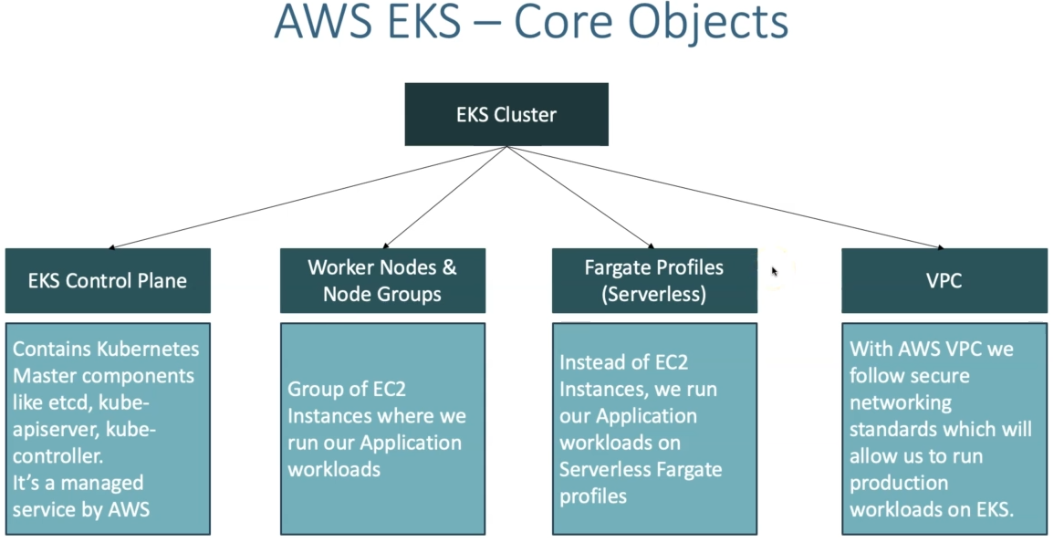 AWS EKS – Core Objects
EKS Cluster
EKS Control Plane
Contains Kubernetes
Master components
like etcd, kube-
apiserver, kube-
controller.
It's a managed
service by AWS
Worker Nodes &
Node Groups
Group of EC2
Instances where we
run our Application
workloads
Fargate Profiles
(Serverless)
Instead of EC2
Instances, we run
our Application
workloads on
Serverless Fargate
profiles
VPC
With AWS VPC we
follow secure
networking
standards which will
allow us to run
production
workloads on EKS.